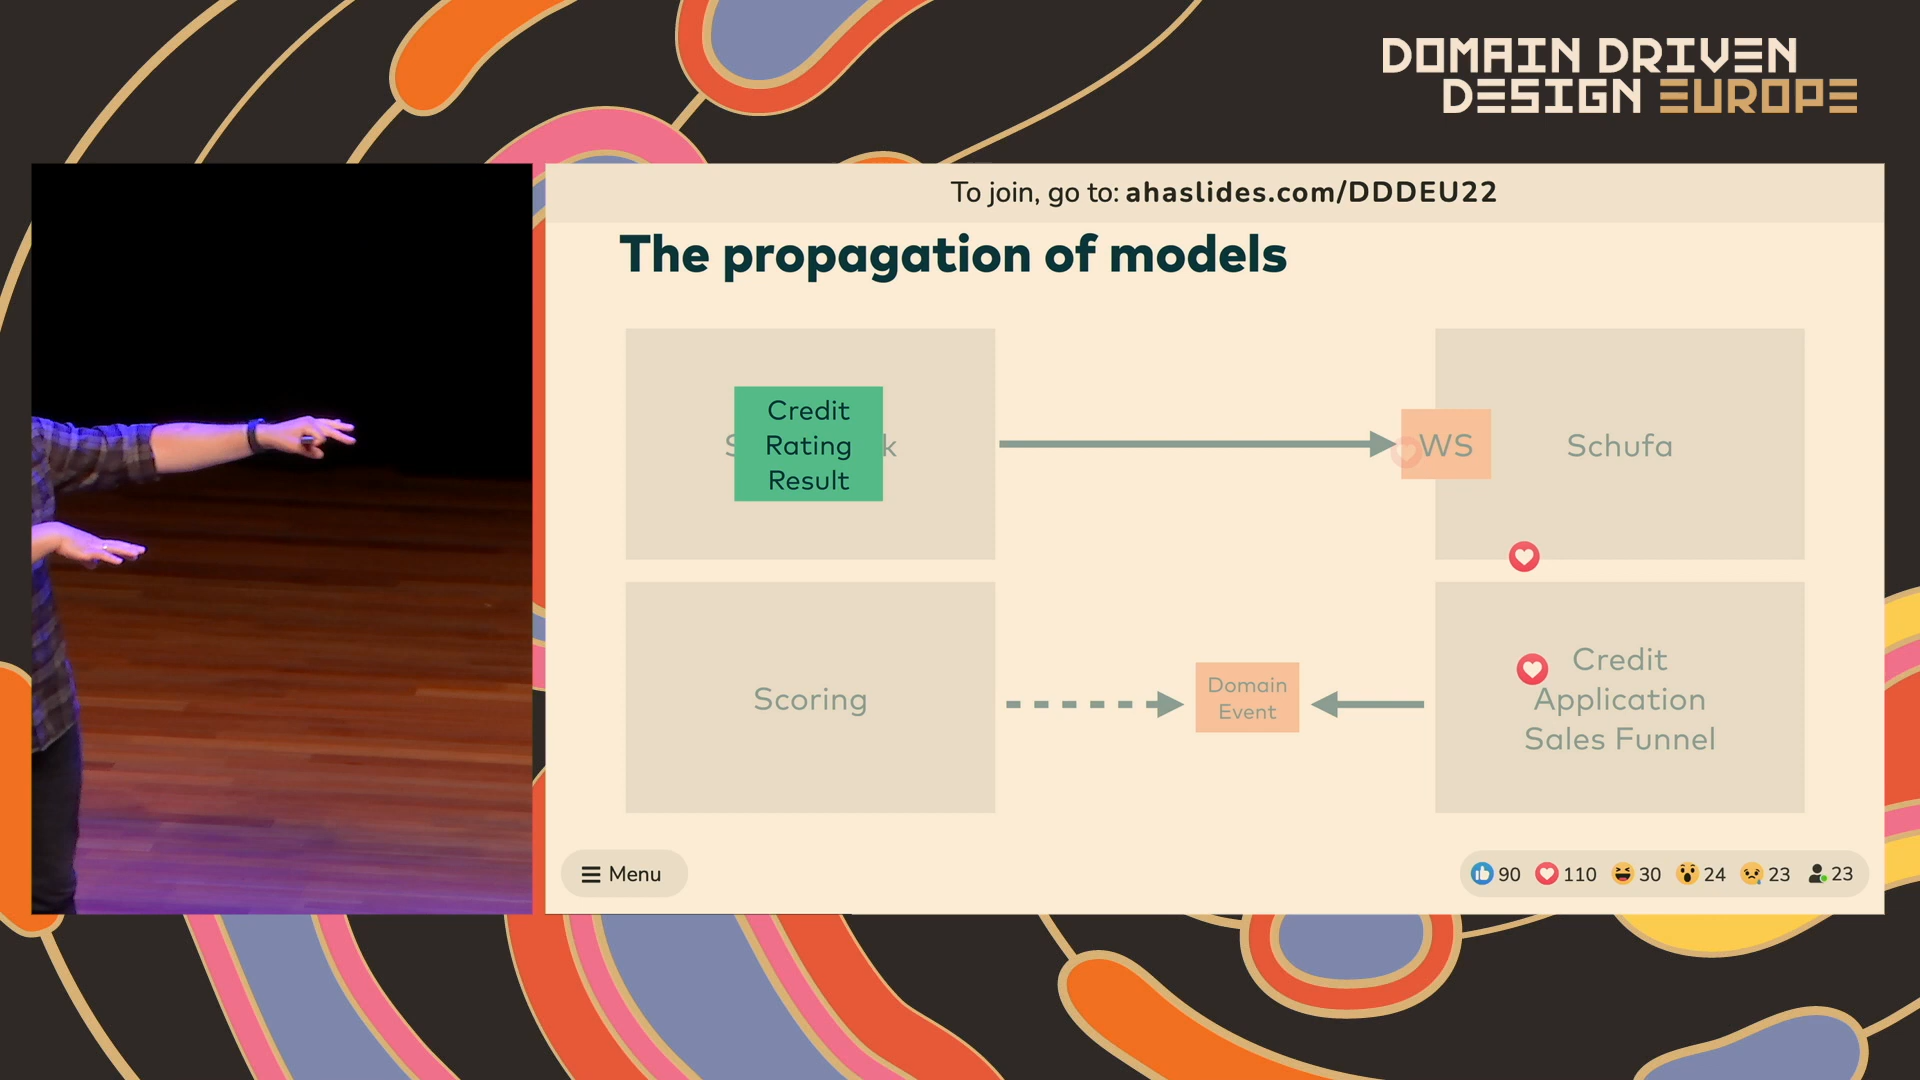 DOMAIN DRIVEN
DESIGN EUROPE
To join, go to: ahaslides.com/DDDEU22
The propagation of models
Credit
Rating
Result
WS
Schufa
Scoring
Domain
Event
Credit
Application
Sales Funnel
Menu
90 110 30 24 23 23